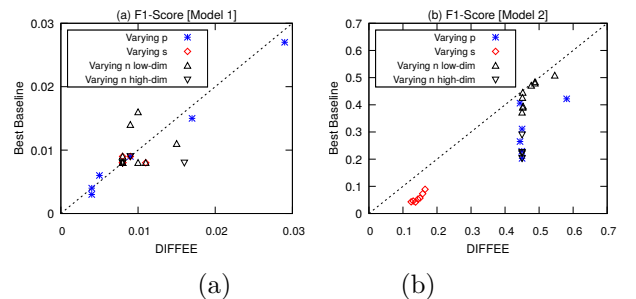 (a) F1-Score [Model 1]
Best Baseline
0.03
0.02
0.01
0
Varying p
Varying s
Varying n low-dim
Varying n high-dim
0 0.01 0.02 0.03
DIFFEE
(a)
(b) F1-Score [Model 2]
Best Baseline
0.7
0.6
0.5
0.4
0.3
0.2
0.1
0
Varying p
Varying s
Varying n low-dim
Varying n high-dim
0 0.1 0.2 0.3 0.4 0.5 0.6 0.7
DIFFEE
(b)